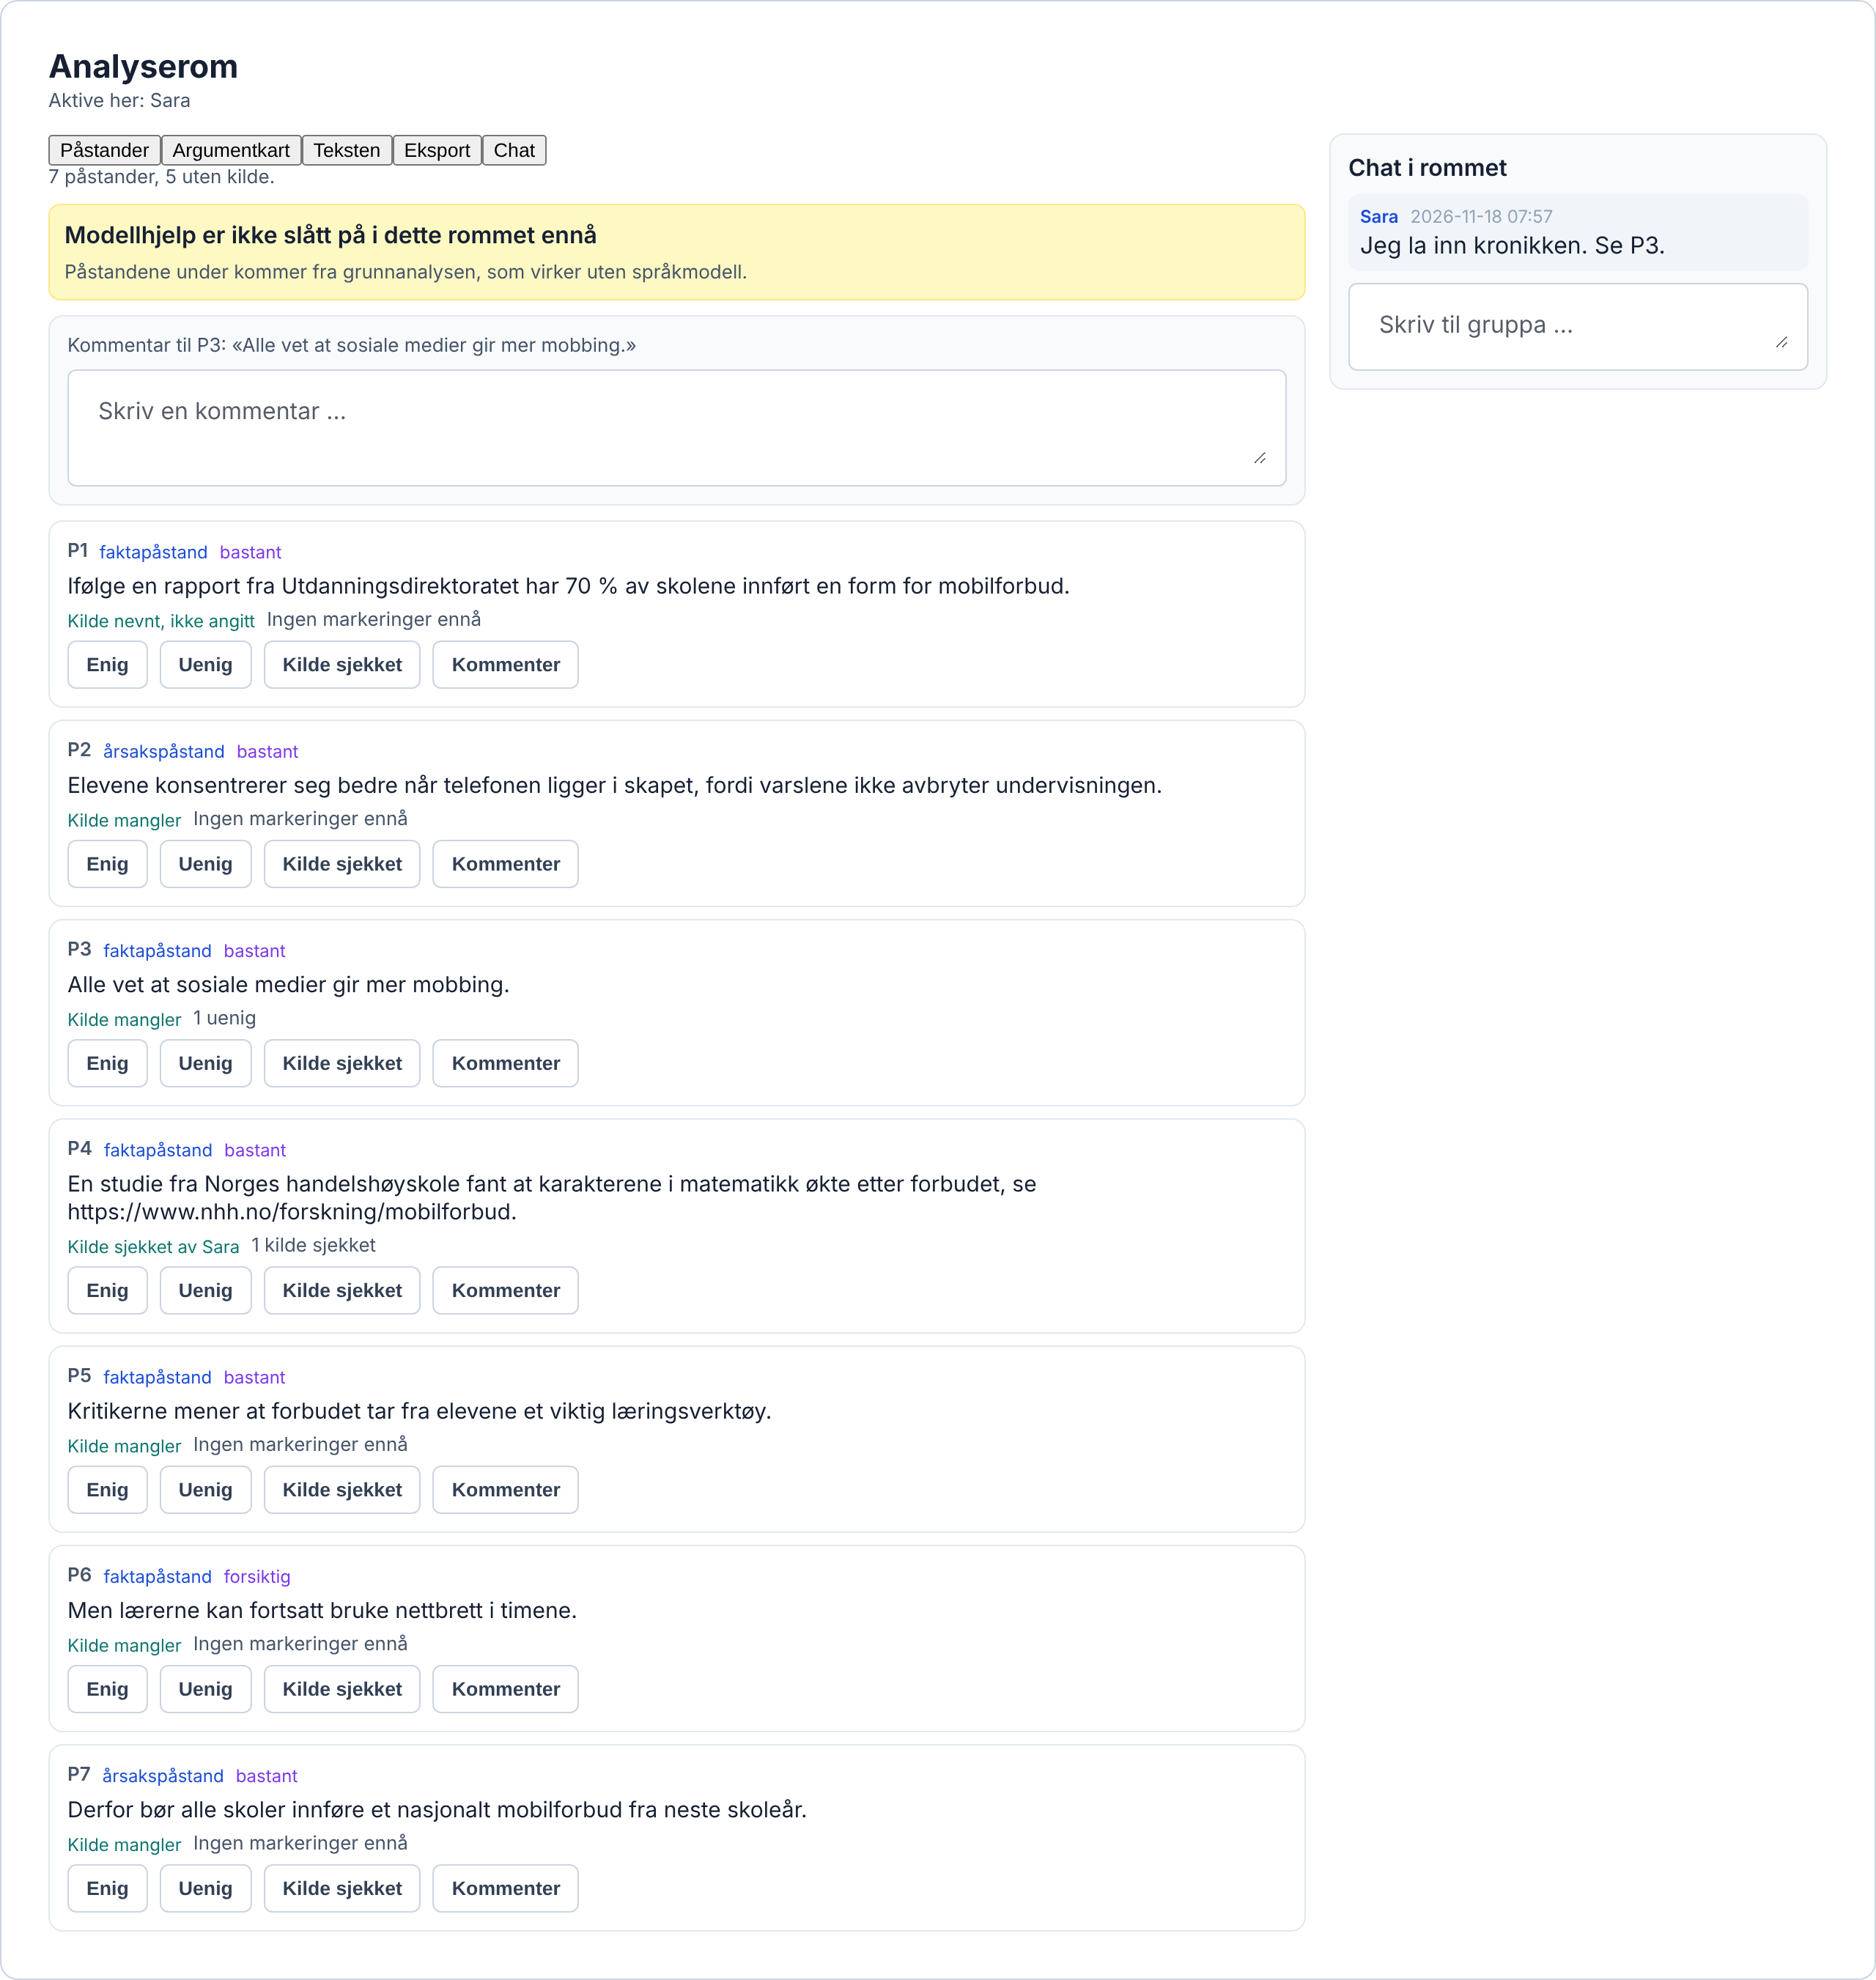 Analyserom
Aktive her: Sara
Påstander Argumentkart Teksten Eksport Chat
7 påstander, 5 uten kilde.
Modellhjelp er ikke slått på i dette rommet ennå
Påstandene under kommer fra grunnanalysen, som virker uten språkmodell.
Kommentar til P3: «Alle vet at sosiale medier gir mer mobbing.»
Skriv en kommentar ...
P1 faktapåstand bastant
Ifølge en rapport fra Utdanningsdirektoratet har 70 % av skolene innført en form for mobilforbud.
Kilde nevnt, ikke angitt Ingen markeringer ennå
Enig Uenig Kilde sjekket Kommenter
P2 årsakspåstand bastant
Elevene konsentrerer seg bedre når telefonen ligger i skapet, fordi varslene ikke avbryter undervisningen.
Kilde mangler Ingen markeringer ennå
Enig Uenig Kilde sjekket Kommenter
P3 faktapåstand bastant
Alle vet at sosiale medier gir mer mobbing.
Kilde mangler 1 uenig
Enig Uenig Kilde sjekket Kommenter
P4 faktapåstand bastant
En studie fra Norges handelshøyskole fant at karakterene i matematikk økte etter forbudet, se
https://www.nhh.no/forskning/mobilforbud.
Kilde sjekket av Sara 1 kilde sjekket
Enig Uenig Kilde sjekket Kommenter
P5 faktapåstand bastant
Kritikerne mener at forbudet tar fra elevene et viktig læringsverktøy.
Kilde mangler Ingen markeringer ennå
Enig Uenig Kilde sjekket Kommenter
P6 faktapåstand forsiktig
Men lærerne kan fortsatt bruke nettbrett i timene.
Kilde mangler Ingen markeringer ennå
Enig Uenig Kilde sjekket Kommenter
P7 årsakspåstand bastant
Derfor bør alle skoler innføre et nasjonalt mobilforbud fra neste skoleår.
Kilde mangler Ingen markeringer ennå
Enig Uenig Kilde sjekket Kommenter
Chat i rommet
Sara 2026-11-18 07:57
Jeg la inn kronikken. Se P3.
Skriv til gruppa ...